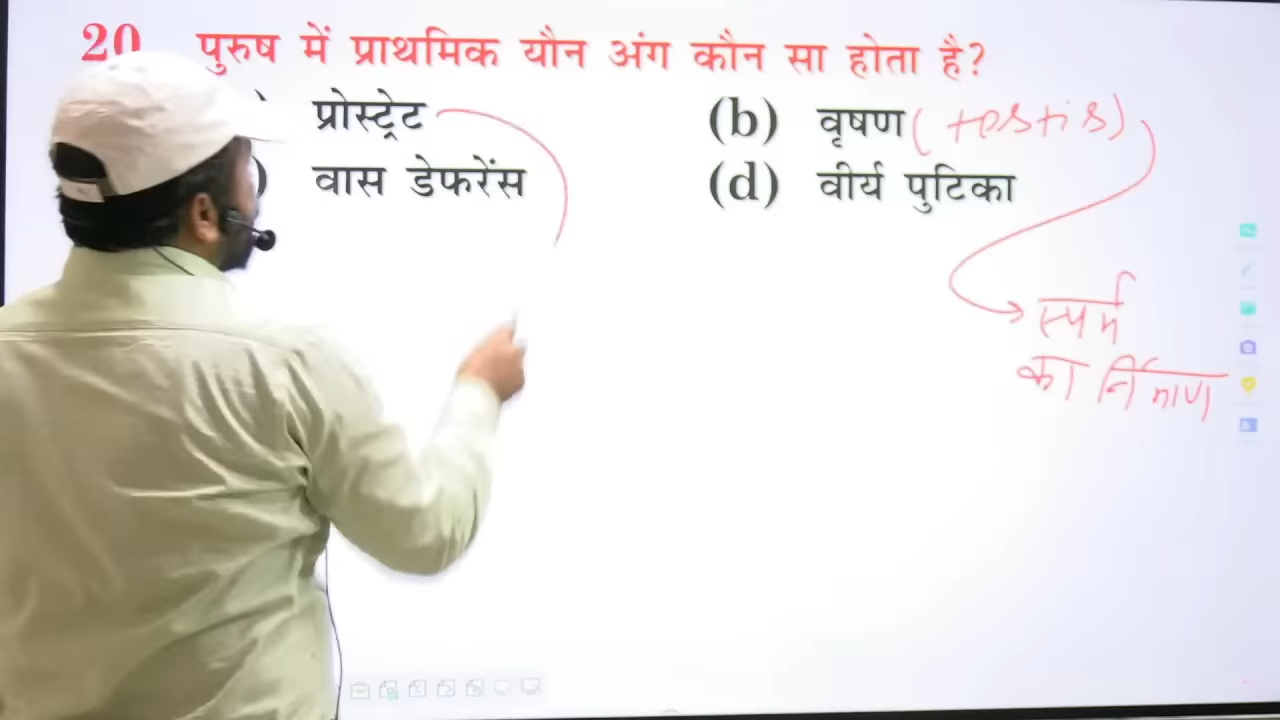 20. पुरुष में प्राथमिक यौन अंग कौन सा होता है?
प्रोस्ट्रेट (b) वृषण (testis)
) वास डेफरेंस (d) वीर्य पुटिका
स्पर्म
का निर्माण